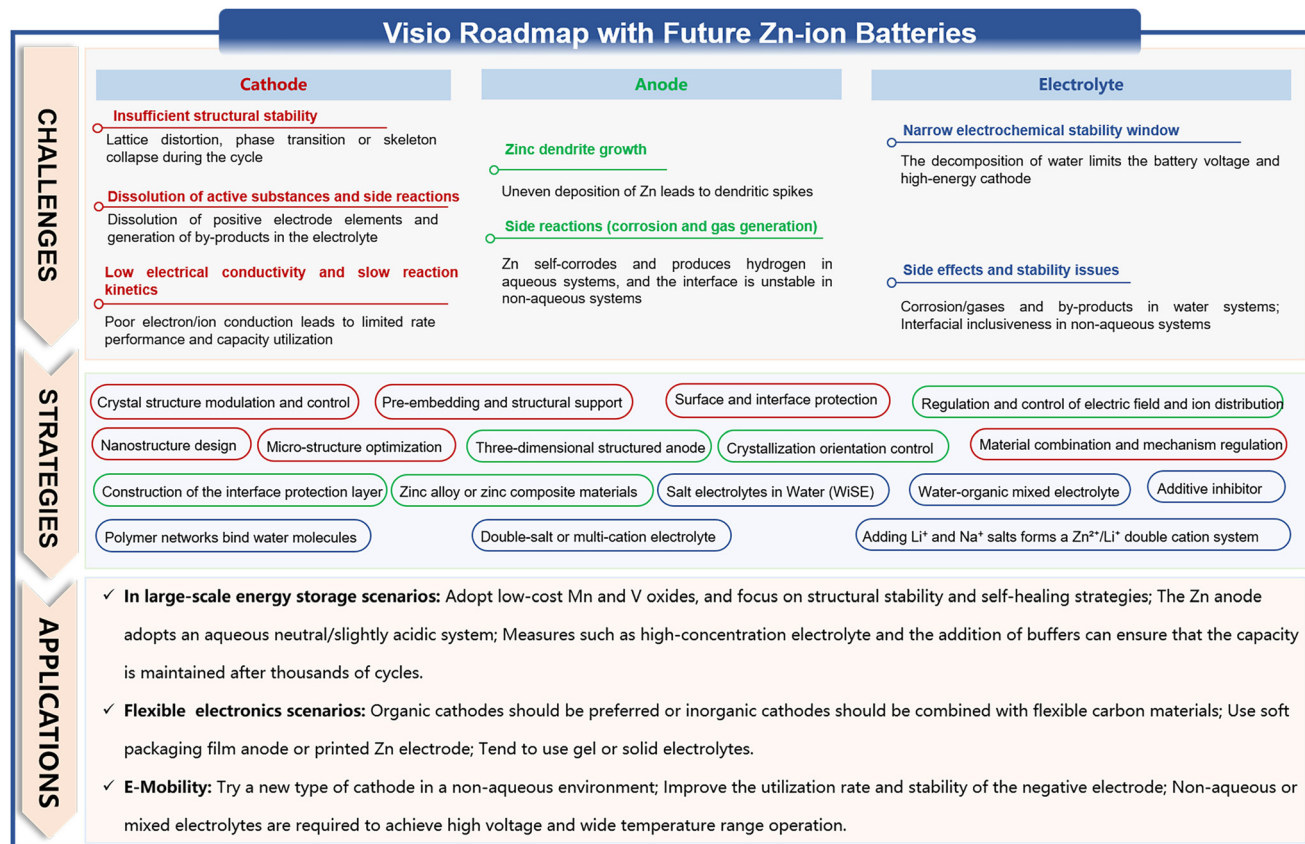 Visio Roadmap with Future Zn-ion Batteries
CHALLENGES
Cathode
Insufficient structural stability
Lattice distortion, phase transition or skeleton
collapse during the cycle
Dissolution of active substances and side reactions
Dissolution of positive electrode elements and
generation of by-products in the electrolyte
Low electrical conductivity and slow reaction
kinetics
Poor electron/ion conduction leads to limited rate
performance and capacity utilization
Anode
Zinc dendrite growth
Uneven deposition of Zn leads to dendritic spikes
Side reactions (corrosion and gas generation)
Zn self-corrodes and produces hydrogen in
aqueous systems, and the interface is unstable in
non-aqueous systems
Electrolyte
Narrow electrochemical stability window
The decomposition of water limits the battery voltage and
high-energy cathode
Side effects and stability issues
Corrosion/gases and by-products in water systems;
Interfacial inclusiveness in non-aqueous systems
STRATEGIES
Crystal structure modulation and control
Pre-embedding and structural support
Surface and interface protection
Regulation and control of electric field and ion distribution
Nanostructure design
Micro-structure optimization
Three-dimensional structured anode
Crystallization orientation control
Material combination and mechanism regulation
Construction of the interface protection layer
Zinc alloy or zinc composite materials
Salt electrolytes in Water (WiSE)
Water-organic mixed electrolyte
Additive inhibitor
Polymer networks bind water molecules
Double-salt or multi-cation electrolyte
Adding Li⁺ and Na⁺ salts forms a Zn²⁺/Li⁺ double cation system
APPLICATIONS
✓ In large-scale energy storage scenarios: Adopt low-cost Mn and V oxides, and focus on structural stability and self-healing strategies; The Zn anode
adopts an aqueous neutral/slightly acidic system; Measures such as high-concentration electrolyte and the addition of buffers can ensure that the capacity
is maintained after thousands of cycles.
✓ Flexible electronics scenarios: Organic cathodes should be preferred or inorganic cathodes should be combined with flexible carbon materials; Use soft
packaging film anode or printed Zn electrode; Tend to use gel or solid electrolytes.
✓ E-Mobility: Try a new type of cathode in a non-aqueous environment; Improve the utilization rate and stability of the negative electrode; Non-aqueous or
mixed electrolytes are required to achieve high voltage and wide temperature range operation.